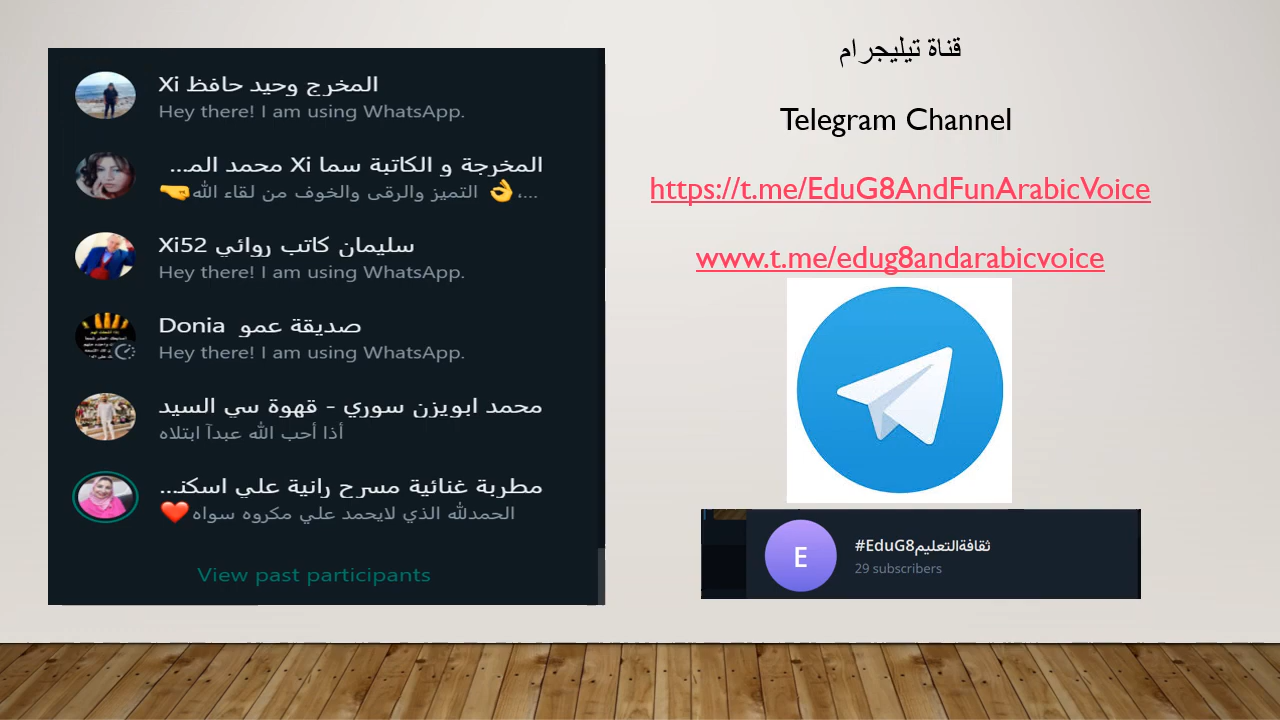 المخرج وحيد حافظ Xi
Hey there! I am using WhatsApp.
المخرجة و الكاتبة سما Xi محمد الم...
🤜التميز والرقى والخوف من لقاء الله 👌،...
سليمان كاتب روائي Xi52
Hey there! I am using WhatsApp.
صديقة عمو Donia
Hey there! I am using WhatsApp.
محمد ابويزن سوري - قهوة سي السيد
أذا أحب الله عبدآ ابتلاه
مطربة غنائية مسرح رانية علي اسكنـ...
الحمدلله الذي لايحمد علي مكروه سواه❤️
View past participants
قناة تيليجرام
Telegram Channel
https://t.me/EduG8AndFunArabicVoice
www.t.me/edug8andarabicvoice
E
#EduG8ثقافةالتعليم
29 subscribers